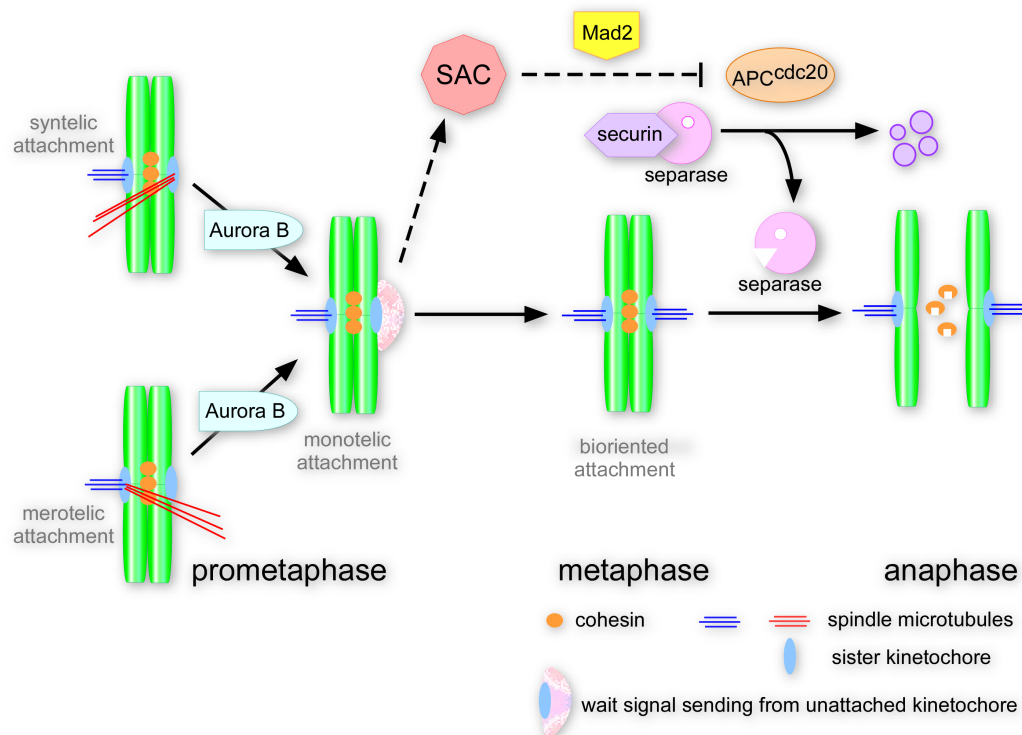 Mad2
SAC
APCcdc20
syntelic
attachment
securin
separase
Aurora B
separase
Aurora B
monotelic
attachment
bioriented
attachment
merotelic
attachment
prometaphase
metaphase
anaphase
cohesin
spindle microtubules
sister kinetochore
wait signal sending from unattached kinetochore